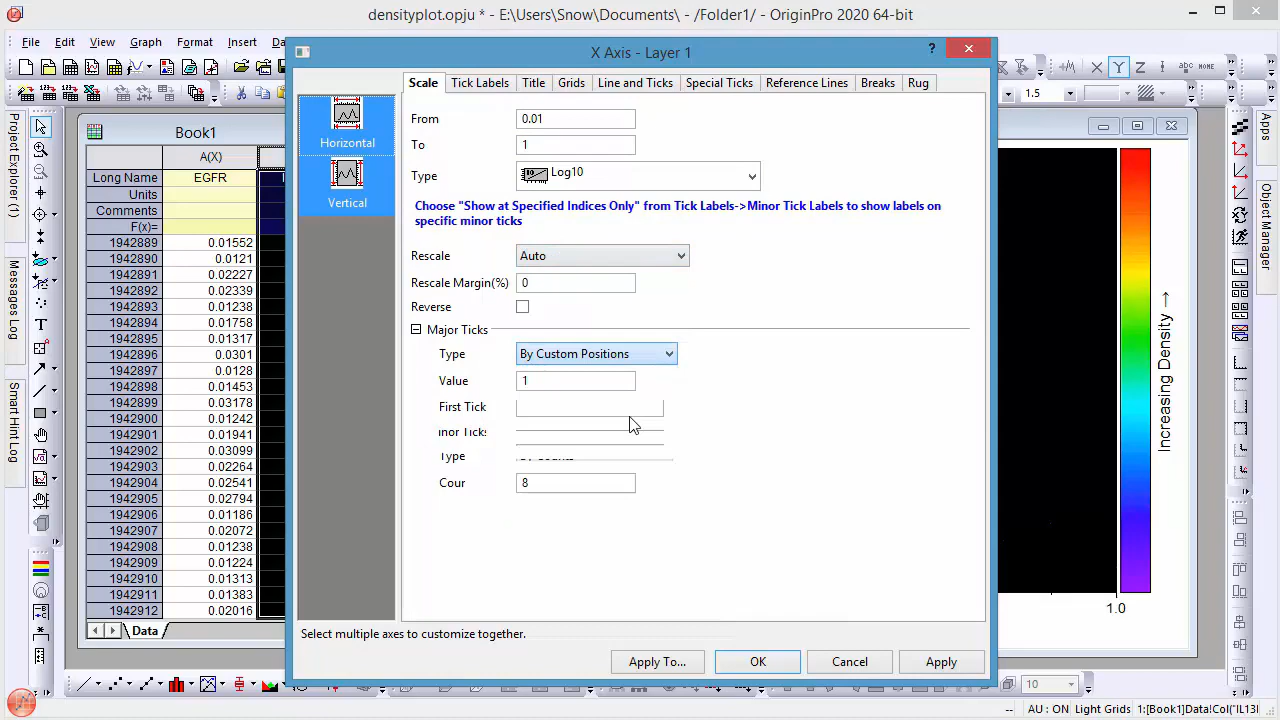 densityplot.opju * - E:\Users\Snow\Documents\ - /Folder1/ - OriginPro 2020 64-bit
File Edit View Graph Format Insert
X Axis - Layer 1
Scale Tick Labels Title Grids Line and Ticks Special Ticks Reference Lines Breaks Rug
1.5
Project Explorer (1)
Messages Log
Smart Hint Log
Apps
Object Manager
Book1
A(X)
Long Name EGFR
Units
Comments
F(x)=
1942889 0.01552
1942890 0.0121
1942891 0.02227
1942892 0.02339
1942893 0.01238
1942894 0.01758
1942895 0.01317
1942896 0.0301
1942897 0.0128
1942898 0.01453
1942899 0.03178
1942900 0.01242
1942901 0.01941
1942902 0.03099
1942903 0.02264
1942904 0.02541
1942905 0.02794
1942906 0.01186
1942907 0.02072
1942908 0.01238
1942909 0.01224
1942910 0.01313
1942911 0.01383
1942912 0.02016
Data
Horizontal
Vertical
From 0.01
To 1
Type Log10
Choose "Show at Specified Indices Only" from Tick Labels->Minor Tick Labels to show labels on
specific minor ticks
Rescale Auto
Rescale Margin(%) 0
Reverse
Major Ticks
Type By Custom Positions
Value 1
First Tick
Type
Cour 8
Select multiple axes to customize together.
Apply To... OK Cancel Apply
Increasing Density →
1.0
10
-- AU : ON Light Grids 1:[Book1]Data!Col("IL13